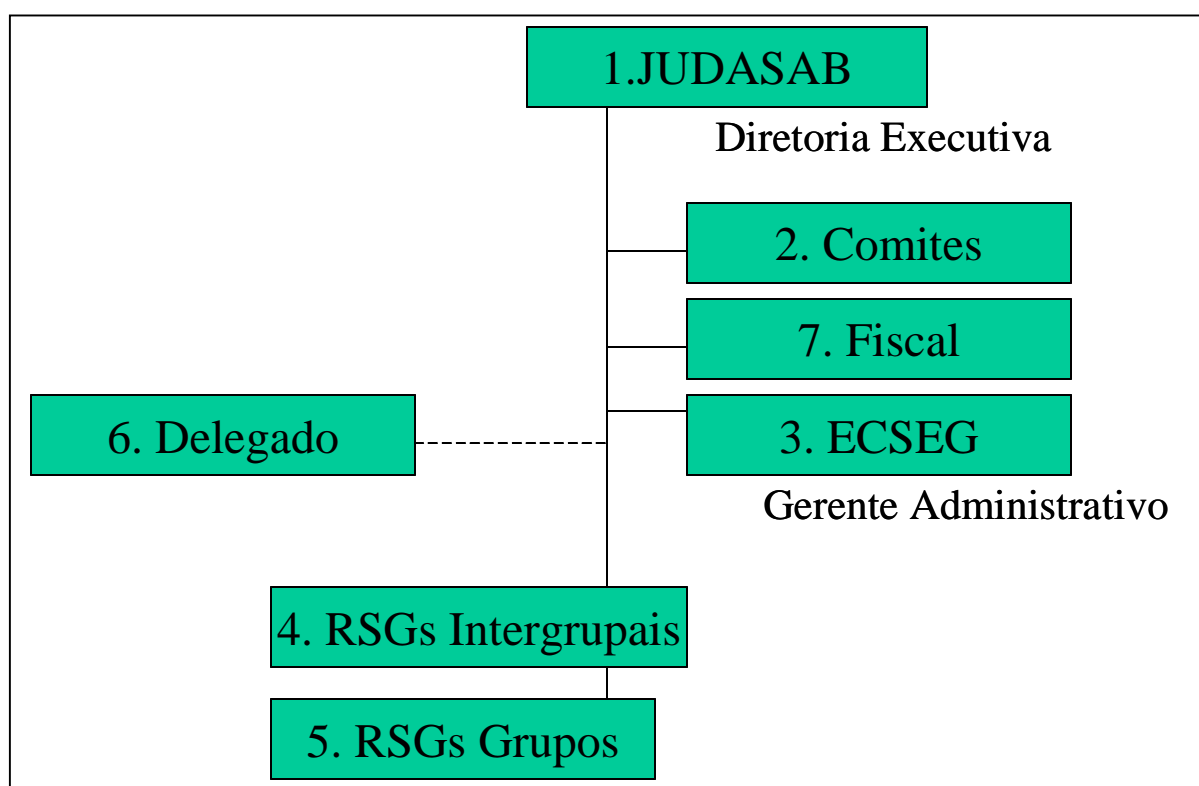 1.JUDASAB
Diretoria Executiva
2. Comites
7. Fiscal
6. Delegado
3. ECSEG
Gerente Administrativo
4. RSGs Intergrupais
5. RSGs Grupos